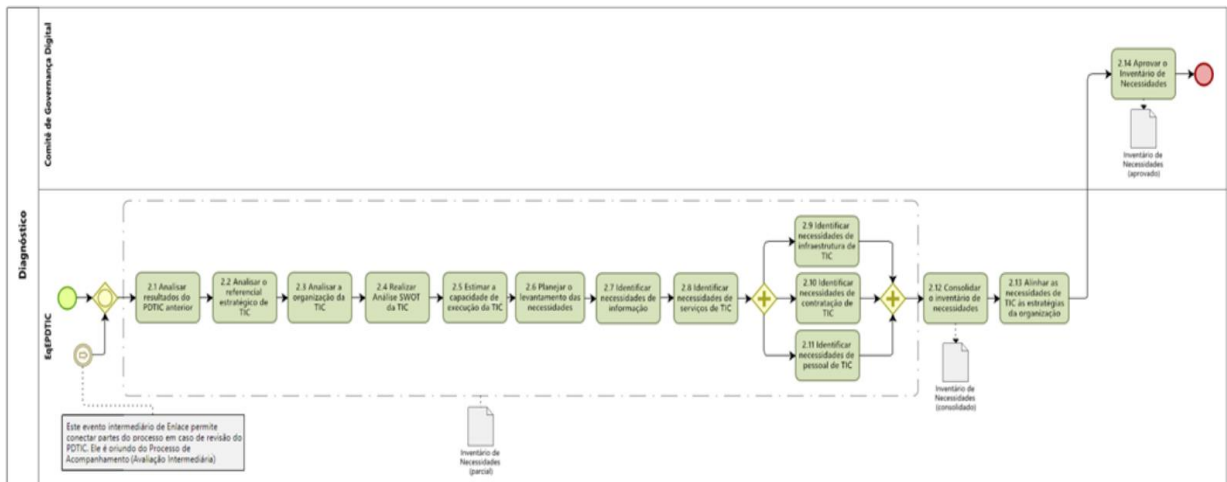 Diagnóstico
Comitê de Governança Digital
2.14 Aprovar o
Inventário de
Necessidades
Inventário de
Necessidades
(aprovado)
EqEPDTIC
2.1 Analisar
resultados do
PDTIC anterior
2.2 Analisar o
referencial
estratégico de
TIC
2.3 Analisar a
organização da
TIC
2.4 Realizar
Análise SWOT
da TIC
2.5 Estimar a
capacidade de
execução da TIC
2.6 Planejar o
levantamento das
necessidades
2.7 Identificar
necessidades de
informação
2.8 Identificar
necessidades de
serviços de TIC
2.9 Identificar
necessidades de
infraestrutura de
TIC
2.10 Identificar
necessidades de
contratação de
TIC
2.11 Identificar
necessidades de
pessoal de TIC
2.12 Consolidar
o inventário de
necessidades
2.13 Alinhar as
necessidades de
TIC às estratégias
da organização
Inventário de
Necessidades
(consolidado)
Este evento intermediário de Enlace permite
conectar partes do processo em caso de revisão do
PDTIC. Ele é oriundo do Processo de
Acompanhamento (Avaliação Intermediária)
Inventário de
Necessidades
(parcial)